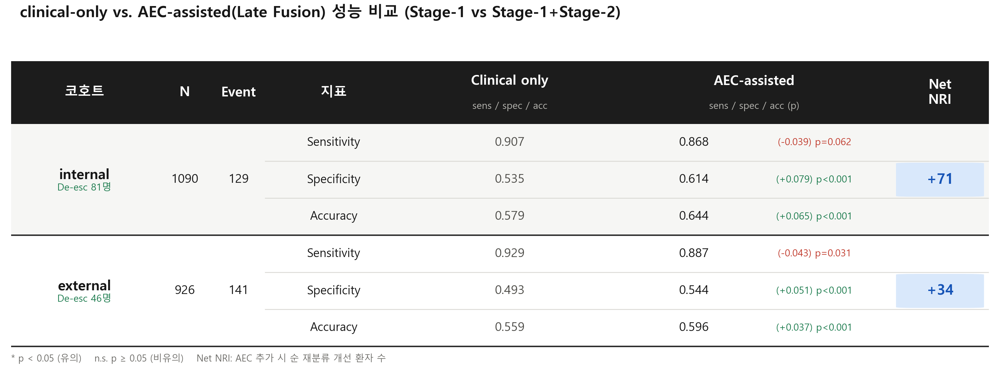 clinical-only vs. AEC-assisted(Late Fusion) 성능 비교 (Stage-1 vs Stage-1+Stage-2)
코호트 N Event 지표 Clinical only AEC-assisted Net NRI
sens / spec / acc sens / spec / acc (p)
Sensitivity 0.907 0.868 (-0.039) p=0.062
internal 1090 129 Specificity 0.535 0.614 (+0.079) p<0.001 +71
De-esc 81명
Accuracy 0.579 0.644 (+0.065) p<0.001
Sensitivity 0.929 0.887 (-0.043) p=0.031
external 926 141 Specificity 0.493 0.544 (+0.051) p<0.001 +34
De-esc 46명
Accuracy 0.559 0.596 (+0.037) p<0.001
* p < 0.05 (유의) n.s. p ≥ 0.05 (비유의) Net NRI: AEC 추가 시 순 재분류 개선 환자 수